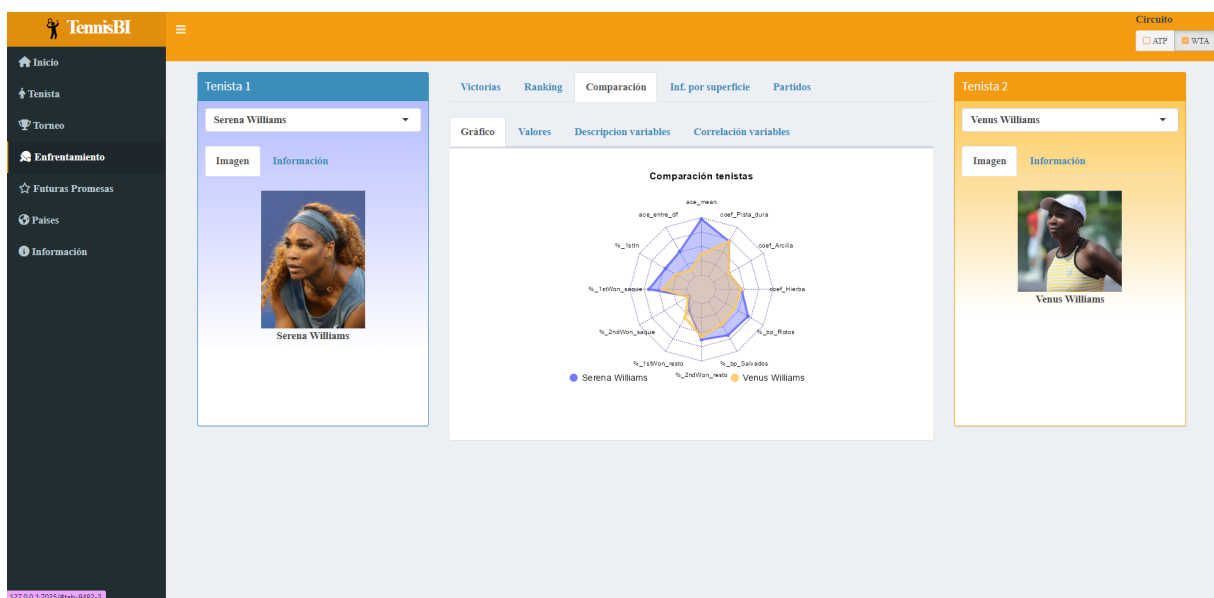 TennisBI
Circuito
ATP
WTA
Inicio
Tenista
Torneo
Enfrentamiento
Futuras Promesas
Países
Información
Tenista 1
Serena Williams
Imagen Información
Serena Williams
Victorias Ranking Comparación Inf. por superficie Partidos
Gráfico Valores Descripcion variables Correlación variables
Comparación tenistas
ace_mean
ace_entre_df
coef_Pista_dura
%_1stIn
coef_Arcilla
%_1stWon_saque
coef_Hierba
%_2ndWon_saque
%_bp_Rotos
%_1stWon_resto
%_bp_Salvados
%_2ndWon_resto
Serena Williams
Venus Williams
Tenista 2
Venus Williams
Imagen Información
Venus Williams